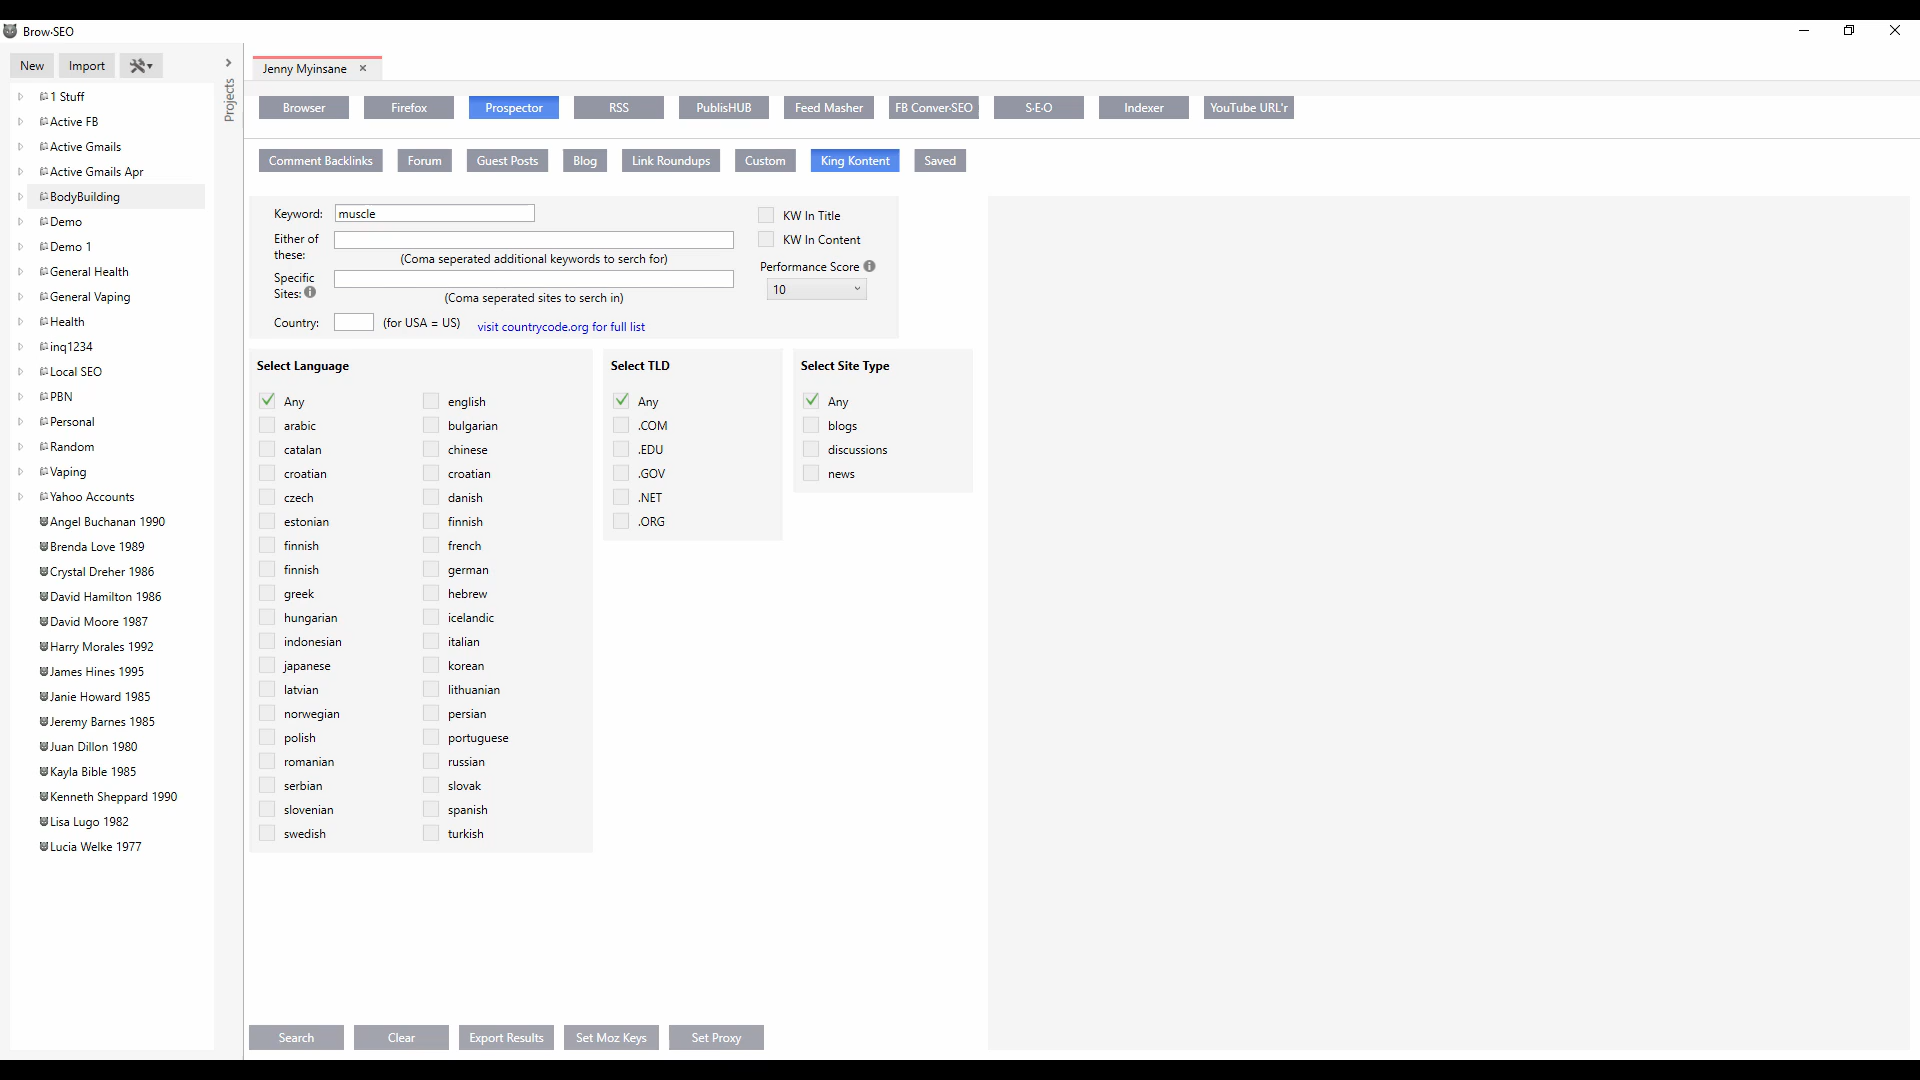 Brow·SEO
New
Import
Projects
1 Stuff
Active FB
Active Gmails
Active Gmails Apr
BodyBuilding
Demo
Demo 1
General Health
General Vaping
Health
inq1234
Local SEO
PBN
Personal
Random
Vaping
Yahoo Accounts
Angel Buchanan 1990
Brenda Love 1989
Crystal Dreher 1986
David Hamilton 1986
David Moore 1987
Harry Morales 1992
James Hines 1995
Janie Howard 1985
Jeremy Barnes 1985
Juan Dillon 1980
Kayla Bible 1985
Kenneth Sheppard 1990
Lisa Lugo 1982
Lucia Welke 1977
Jenny Myinsane
Browser Firefox Prospector RSS PublisHUB Feed Masher FB Conver·SEO S·E·O Indexer YouTube URL'r
Comment Backlinks Forum Guest Posts Blog Link Roundups Custom King Kontent Saved
Keyword: muscle
Either of
these:
(Coma seperated additional keywords to serch for)
Specific
Sites:
(Coma seperated sites to serch in)
Country: (for USA = US) visit countrycode.org for full list
KW In Title
KW In Content
Performance Score
10
Select Language
Any english
arabic bulgarian
catalan chinese
croatian croatian
czech danish
estonian finnish
finnish french
finnish german
greek hebrew
hungarian icelandic
indonesian italian
japanese korean
latvian lithuanian
norwegian persian
polish portuguese
romanian russian
serbian slovak
slovenian spanish
swedish turkish
Select TLD
Any
.COM
.EDU
.GOV
.NET
.ORG
Select Site Type
Any
blogs
discussions
news
Search Clear Export Results Set Moz Keys Set Proxy